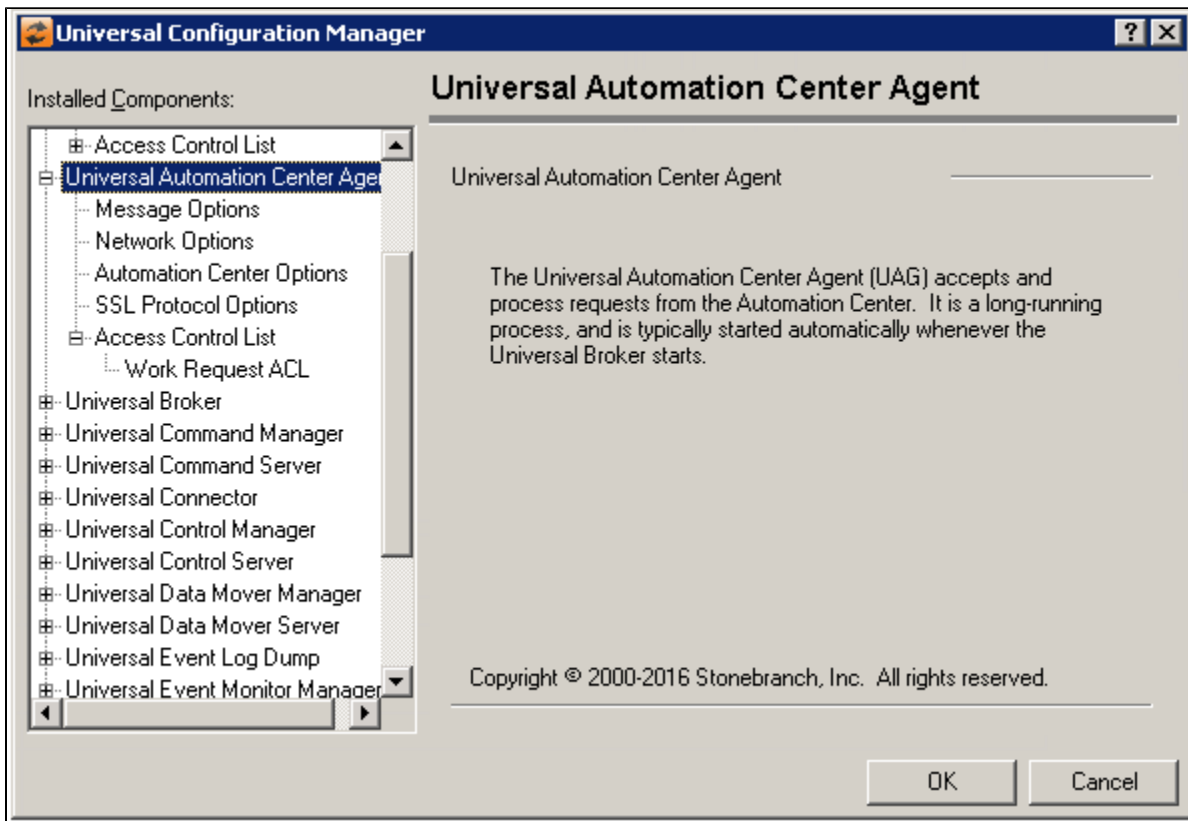 Universal Configuration Manager
Installed Components:
Access Control List
Universal Automation Center Agen
Message Options
Network Options
Automation Center Options
SSL Protocol Options
Access Control List
Work Request ACL
Universal Broker
Universal Command Manager
Universal Command Server
Universal Connector
Universal Control Manager
Universal Control Server
Universal Data Mover Manager
Universal Data Mover Server
Universal Event Log Dump
Universal Event Monitor Manager
Universal Automation Center Agent
Universal Automation Center Agent
The Universal Automation Center Agent (UAG) accepts and
process requests from the Automation Center. It is a long-running
process, and is typically started automatically whenever the
Universal Broker starts.
Copyright © 2000-2016 Stonebranch, Inc. All rights reserved.
OK
Cancel